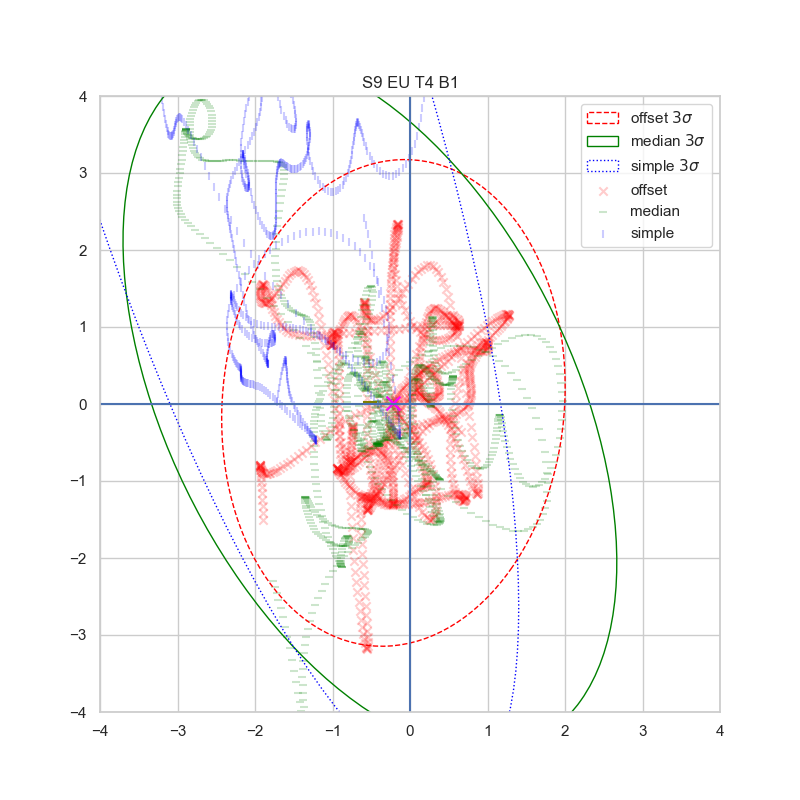 S9 EU T4 B1
offset 3σ
median 3σ
simple 3σ
offset
median
simple
4
3
2
1
0
−1
−2
−3
−4
−4 −3 −2 −1 0 1 2 3 4